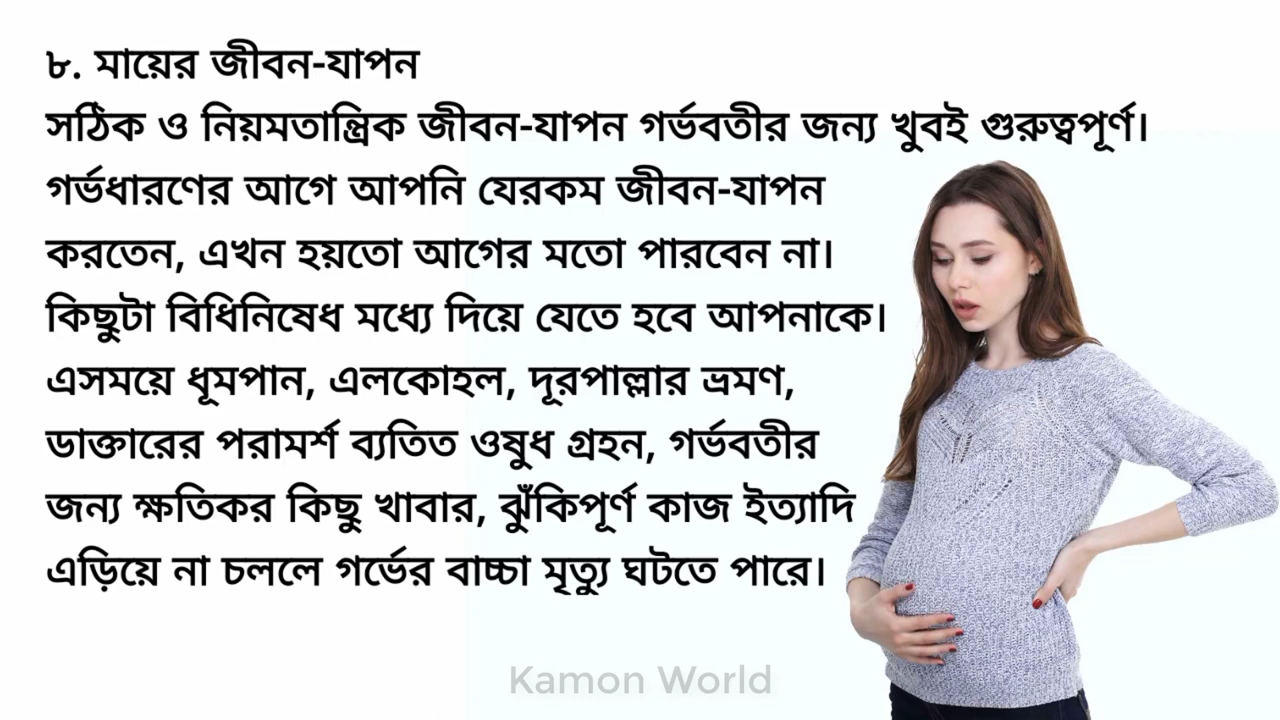 ৮. মায়ের জীবন-যাপন
সঠিক ও নিয়মতান্ত্রিক জীবন-যাপন গর্ভবতীর জন্য খুবই গুরুত্বপূর্ণ।
গর্ভধারণের আগে আপনি যেরকম জীবন-যাপন
করতেন, এখন হয়তো আগের মতো পারবেন না।
কিছুটা বিধিনিষেধ মধ্যে দিয়ে যেতে হবে আপনাকে।
এসময়ে ধূমপান, এলকোহল, দূরপাল্লার ভ্রমণ,
ডাক্তারের পরামর্শ ব্যতিত ওষুধ গ্রহন, গর্ভবতীর
জন্য ক্ষতিকর কিছু খাবার, ঝুঁকিপূর্ণ কাজ ইত্যাদি
এড়িয়ে না চললে গর্ভের বাচ্চা মৃত্যু ঘটতে পারে।
Kamon World